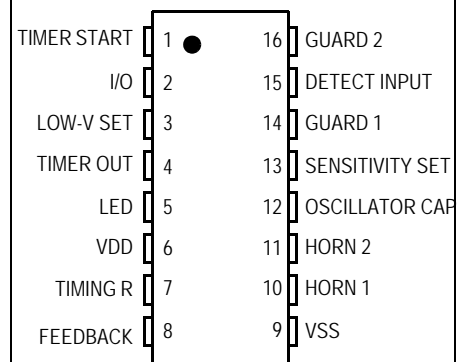 TIMER START 1 16 GUARD 2
I/O 2 15 DETECT INPUT
LOW-V SET 3 14 GUARD 1
TIMER OUT 4 13 SENSITIVITY SET
LED 5 12 OSCILLATOR CAP
VDD 6 11 HORN 2
TIMING R 7 10 HORN 1
FEEDBACK 8 9 VSS